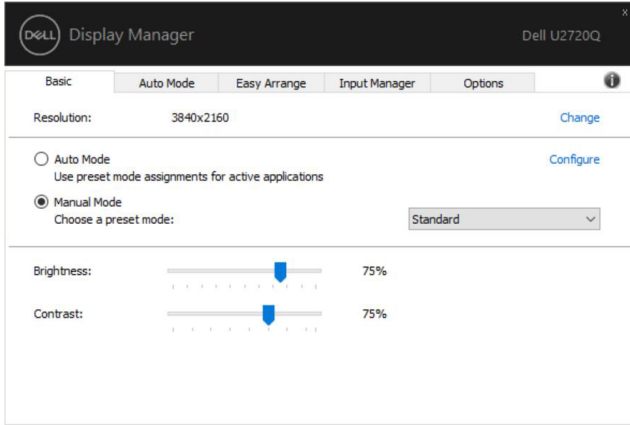 DELL Display Manager
Dell U2720Q
x
Basic
Auto Mode
Easy Arrange
Input Manager
Options
i
Resolution:
3840x2160
Change
Auto Mode
Configure
Use preset mode assignments for active applications
Manual Mode
Choose a preset mode:
Standard
Brightness:
75%
Contrast:
75%